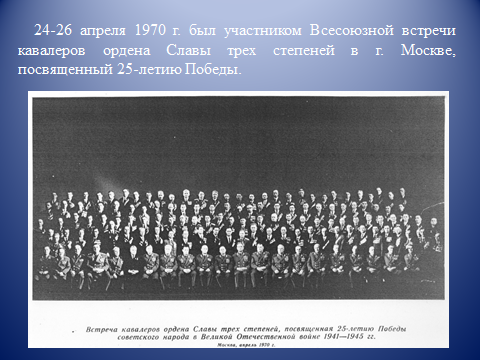 24-26 апреля 1970 г. был участником Всесоюзной встречи
кавалеров ордена Славы трех степеней в г. Москве,
посвященный 25-летию Победы.
Встреча кавалеров ордена Славы трех степеней, посвященная 25-летию Победы
советского народа в Великой Отечественной войне 1941—1945 гг.
Москва, апрель 1970 г.